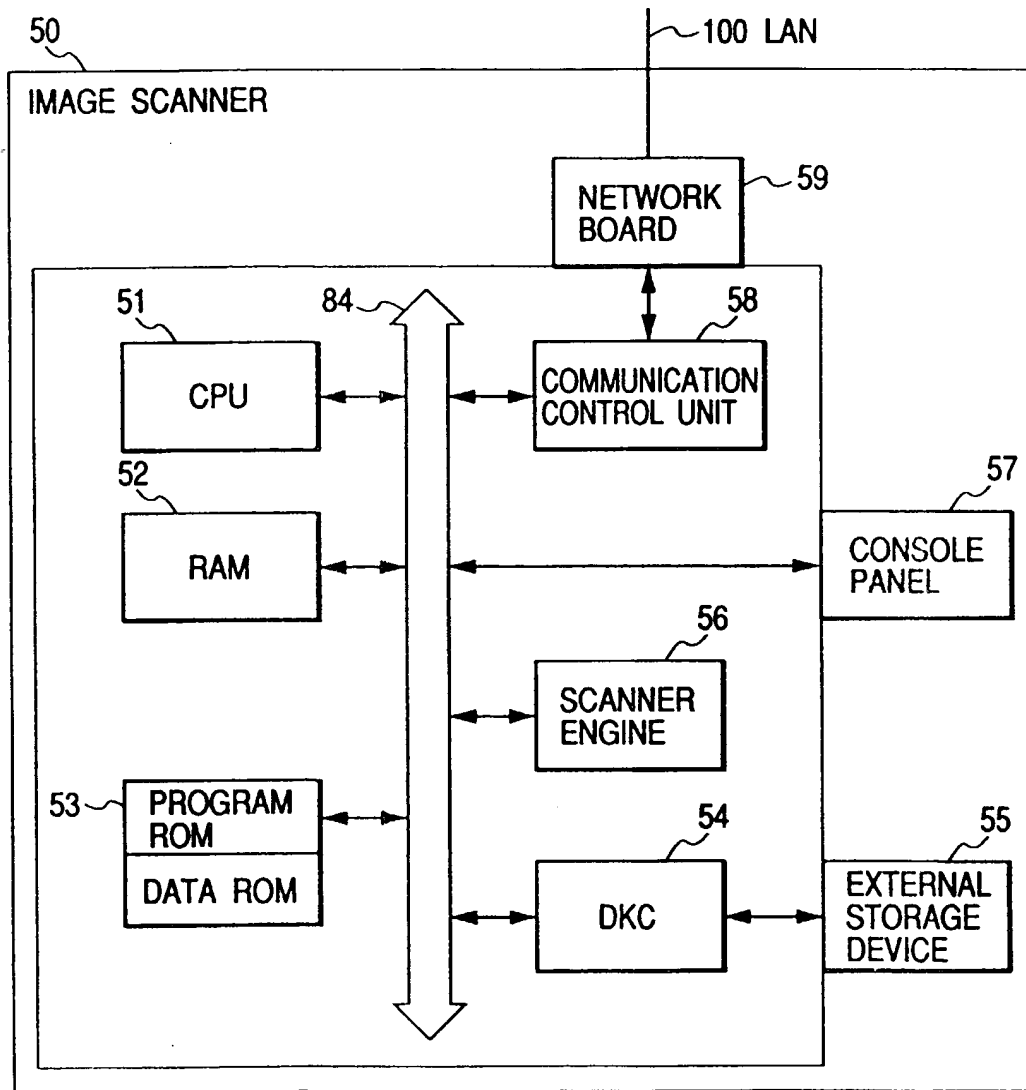 50
100 LAN
IMAGE SCANNER
59
NETWORK
BOARD
51
84
58
CPU
COMMUNICATION
CONTROL UNIT
52
57
RAM
CONSOLE
PANEL
56
SCANNER
ENGINE
53
PROGRAM
ROM
DATA ROM
54
55
DKC
EXTERNAL
STORAGE
DEVICE